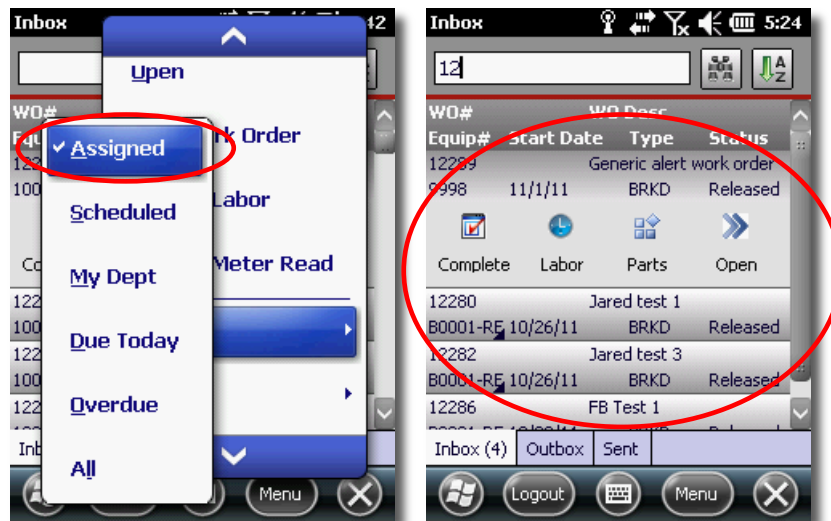 Inbox 42
Upen
WO#
Equ
✓ Assigned rk Order
122
100
Scheduled Labor
Co My Dept Meter Read
122
100 Due Today
122
100 Overdue
122
Inb All
Menu
Inbox 5:24
12
WO# WO Desc
Equip# Start Date Type Status
12289 Generic alert work order
9998 11/1/11 BRKD Released
Complete Labor Parts Open
12280 Jared test 1
B0001-RE 10/26/11 BRKD Released
12282 Jared test 3
B0001-RE 10/26/11 BRKD Released
12286 FB Test 1
Inbox (4) Outbox Sent
Logout Menu